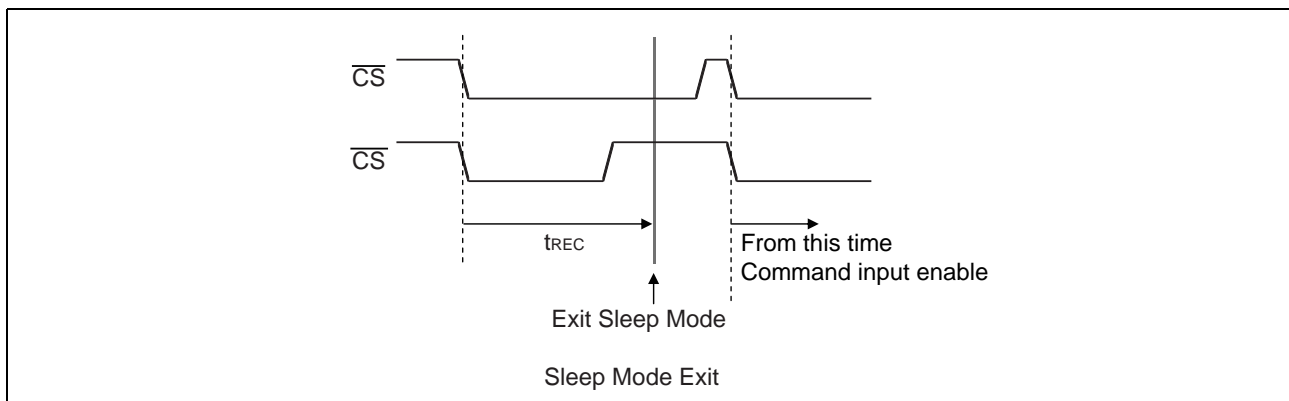 CS
CS
tREC
From this time
Command input enable
Exit Sleep Mode
Sleep Mode Exit